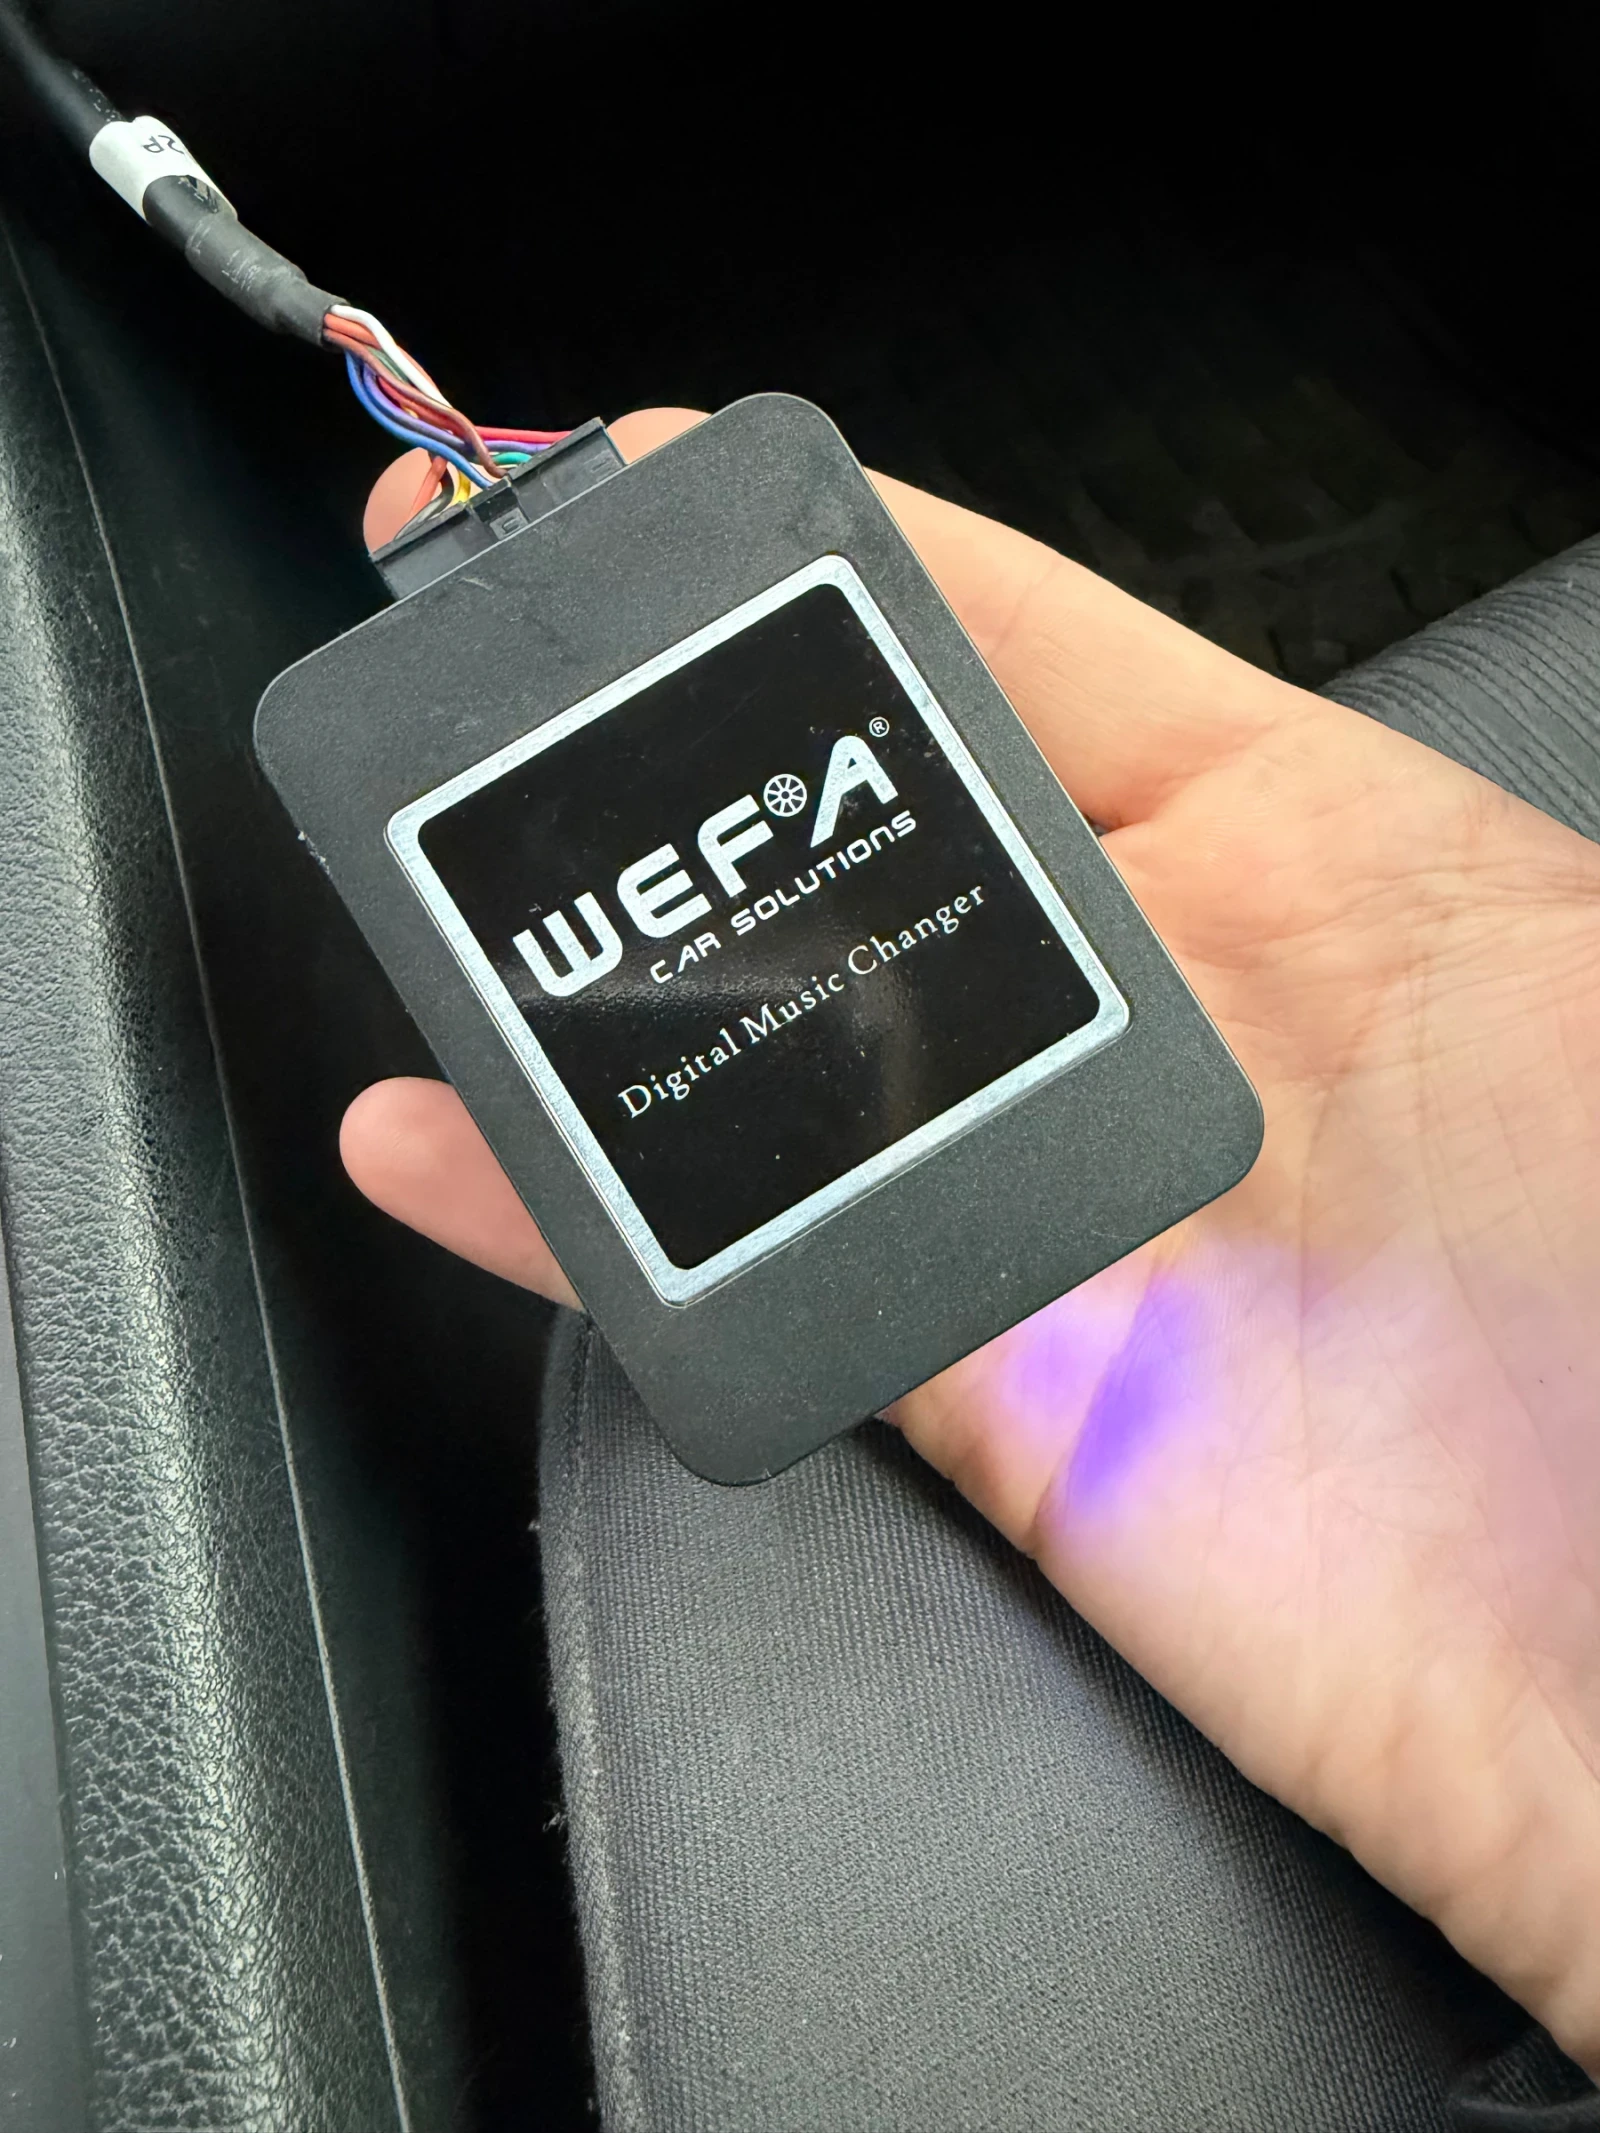 WEFA®
CAR SOLUTIONS
Digital Music Changer